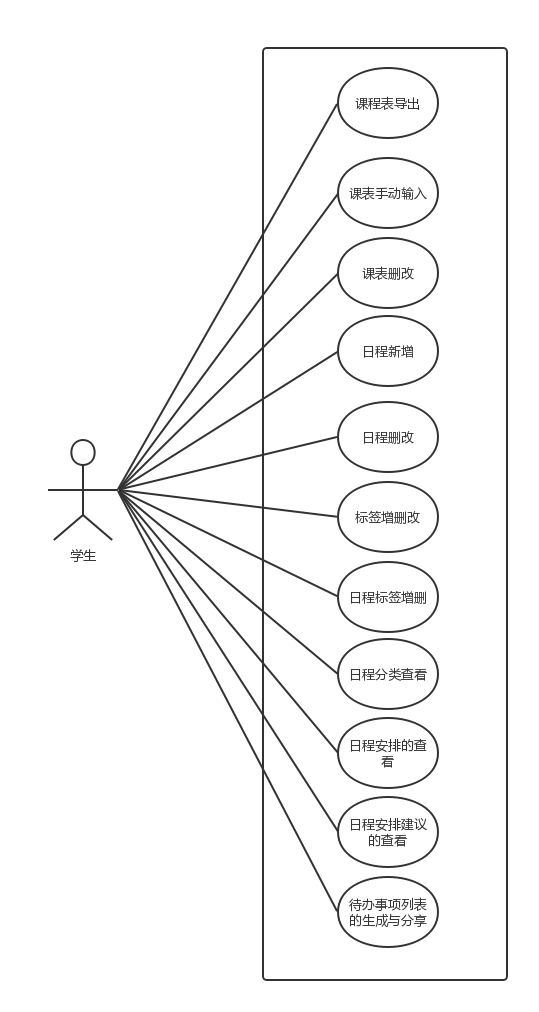 课程表导出
课表手动输入
课表删改
日程新增
日程删改
标签增删改
学生
日程标签增删
日程分类查看
日程安排的查
看
日程安排建议
的查看
待办事项列表
的生成与分享